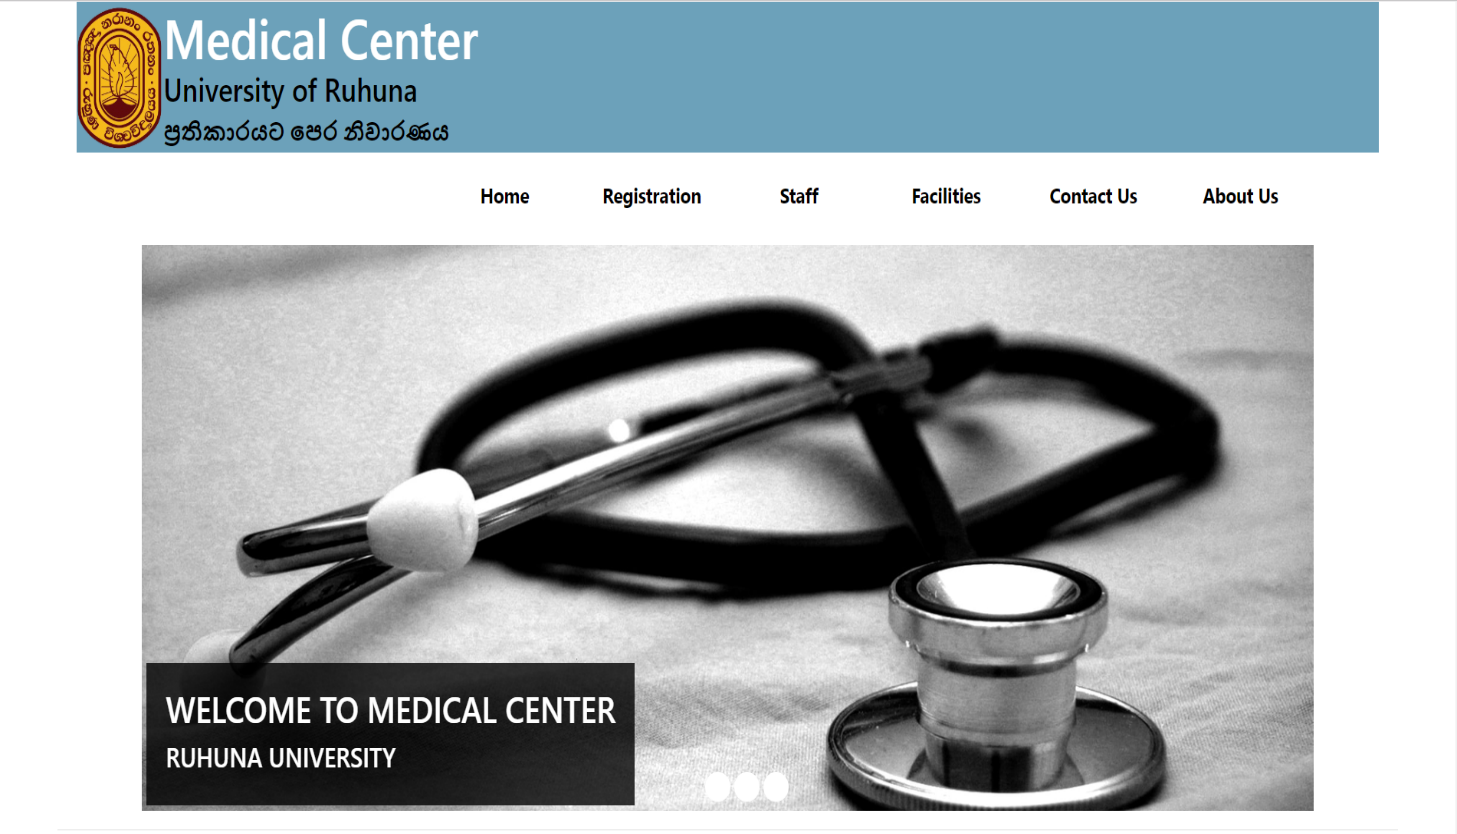 Medical Center
University of Ruhuna
ප්‍රතිකාරයට පෙර නිවාරණය
Home Registration Staff Facilities Contact Us About Us
WELCOME TO MEDICAL CENTER
RUHUNA UNIVERSITY